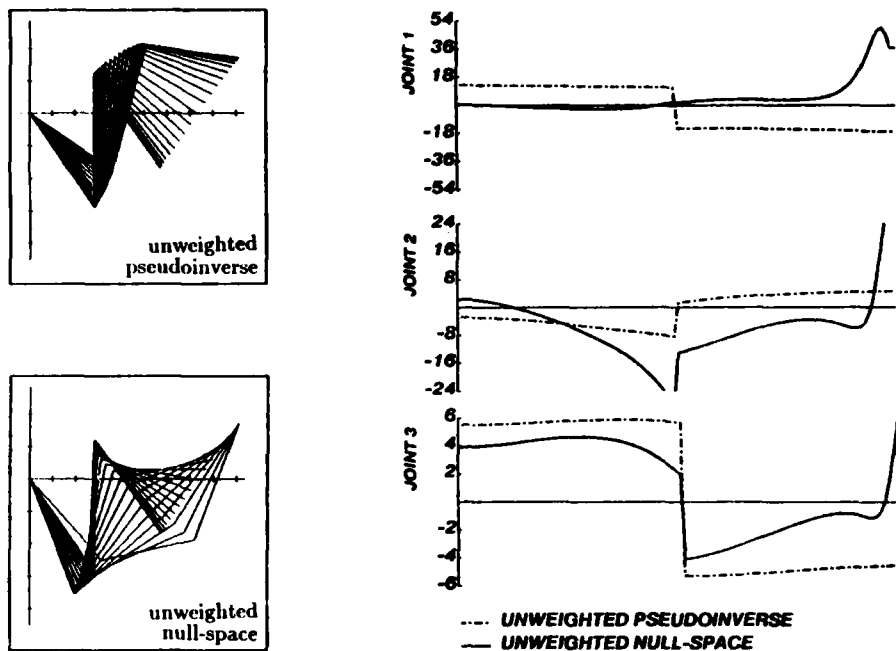 unweighted
pseudoinverse
unweighted
null-space
JOINT 1
54
36
18
-18
-36
-54
JOINT 2
24
16
8
-8
-16
-24
JOINT 3
6
4
2
-2
-4
-6
UNWEIGHTED PSEUDOINVERSE
UNWEIGHTED NULL-SPACE